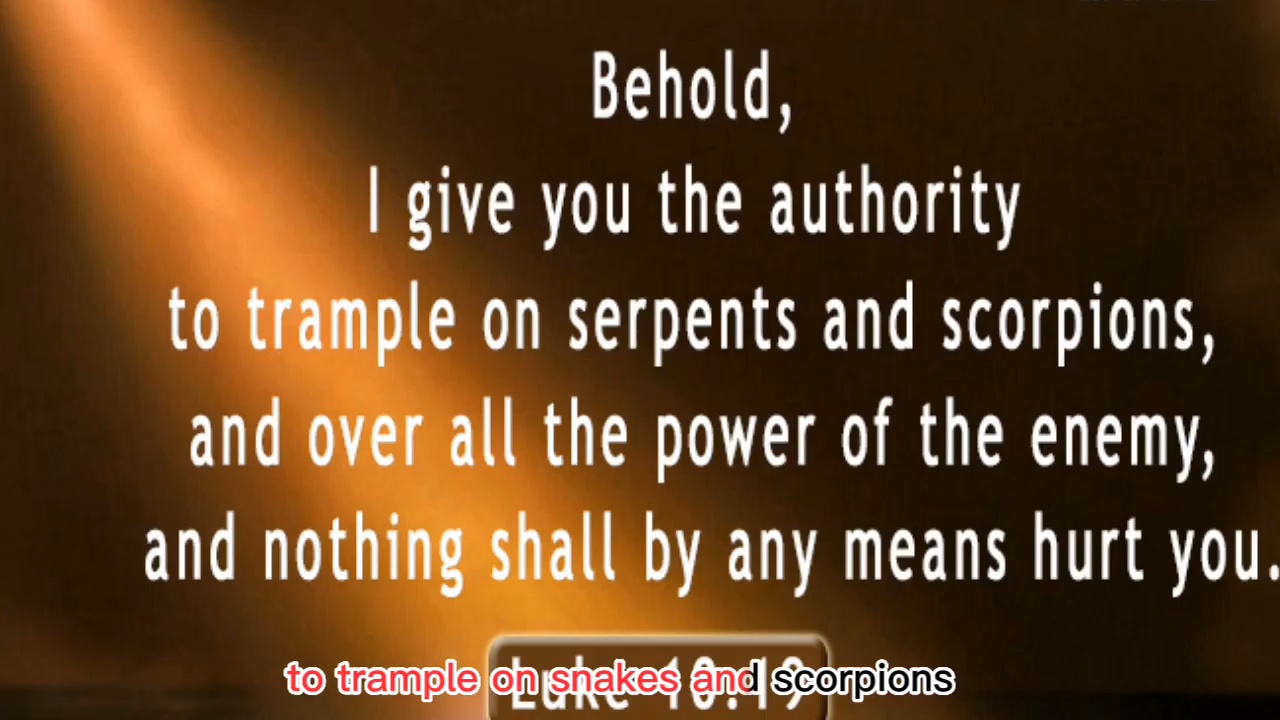 Behold,
I give you the authority
to trample on serpents and scorpions,
and over all the power of the enemy,
and nothing shall by any means hurt you.
Luke 10:19
to trample on snakes and scorpions